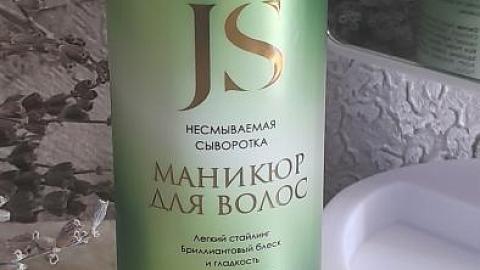 JS
НЕСМЫВАЕМАЯ
СЫВОРОТКА
МАНИКЮР
ДЛЯ ВОЛОС
Легкий стайлинг
Бриллиантовый блеск
и гладкость